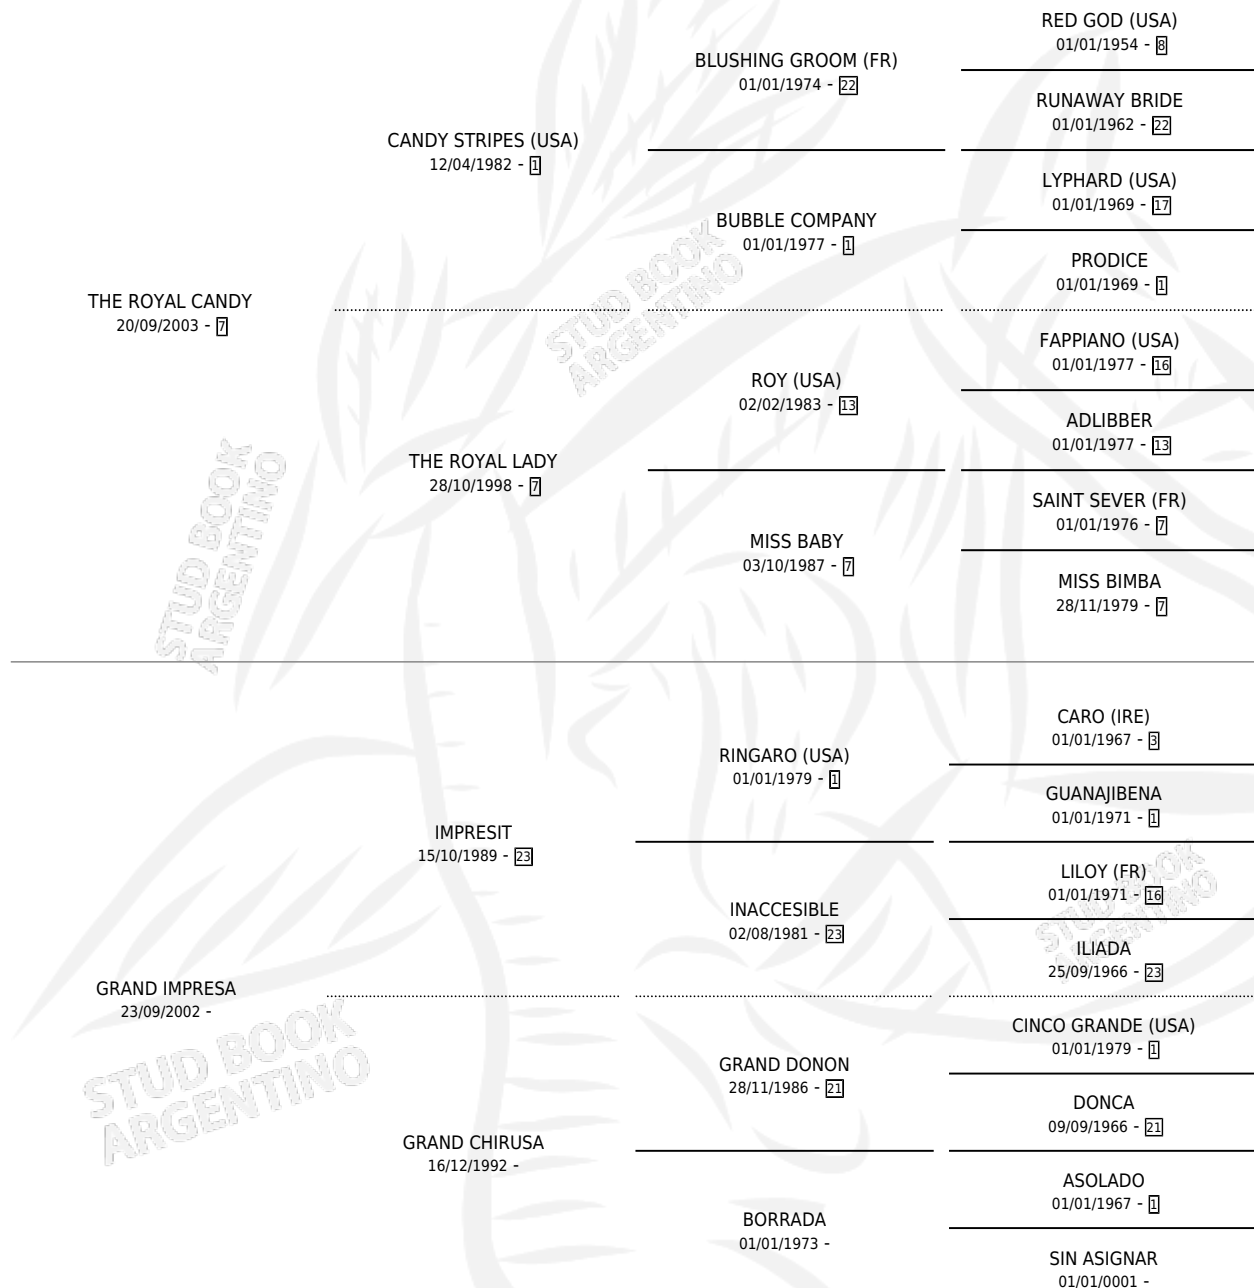 THE ROYAL CANDY
20/09/2003 - 7
CANDY STRIPES (USA)
12/04/1982 - 1
BLUSHING GROOM (FR)
01/01/1974 - 22
RED GOD (USA)
01/01/1954 - 8
RUNAWAY BRIDE
01/01/1962 - 22
BUBBLE COMPANY
01/01/1977 - 1
LYPHARD (USA)
01/01/1969 - 17
PRODICE
01/01/1969 - 1
THE ROYAL LADY
28/10/1998 - 7
ROY (USA)
02/02/1983 - 13
FAPPIANO (USA)
01/01/1977 - 16
ADLIBBER
01/01/1977 - 13
MISS BABY
03/10/1987 - 7
SAINT SEVER (FR)
01/01/1976 - 7
MISS BIMBA
28/11/1979 - 7
GRAND IMPRESA
23/09/2002 -
IMPRESIT
15/10/1989 - 23
RINGARO (USA)
01/01/1979 - 1
CARO (IRE)
01/01/1967 - 3
GUANAJIBENA
01/01/1971 - 1
INACCESIBLE
02/08/1981 - 23
LILOY (FR)
01/01/1971 - 16
ILIADA
25/09/1966 - 23
GRAND CHIRUSA
16/12/1992 -
GRAND DONON
28/11/1986 - 21
CINCO GRANDE (USA)
01/01/1979 - 1
DONCA
09/09/1966 - 21
BORRADA
01/01/1973 -
ASOLADO
01/01/1967 - 1
SIN ASIGNAR
01/01/0001 -
STUD BOOK
ARGENTINO
STUD BOOK
ARGENTINO
STUD BOOK
ARGENTINO
STUD BOOK
ARGENTINO